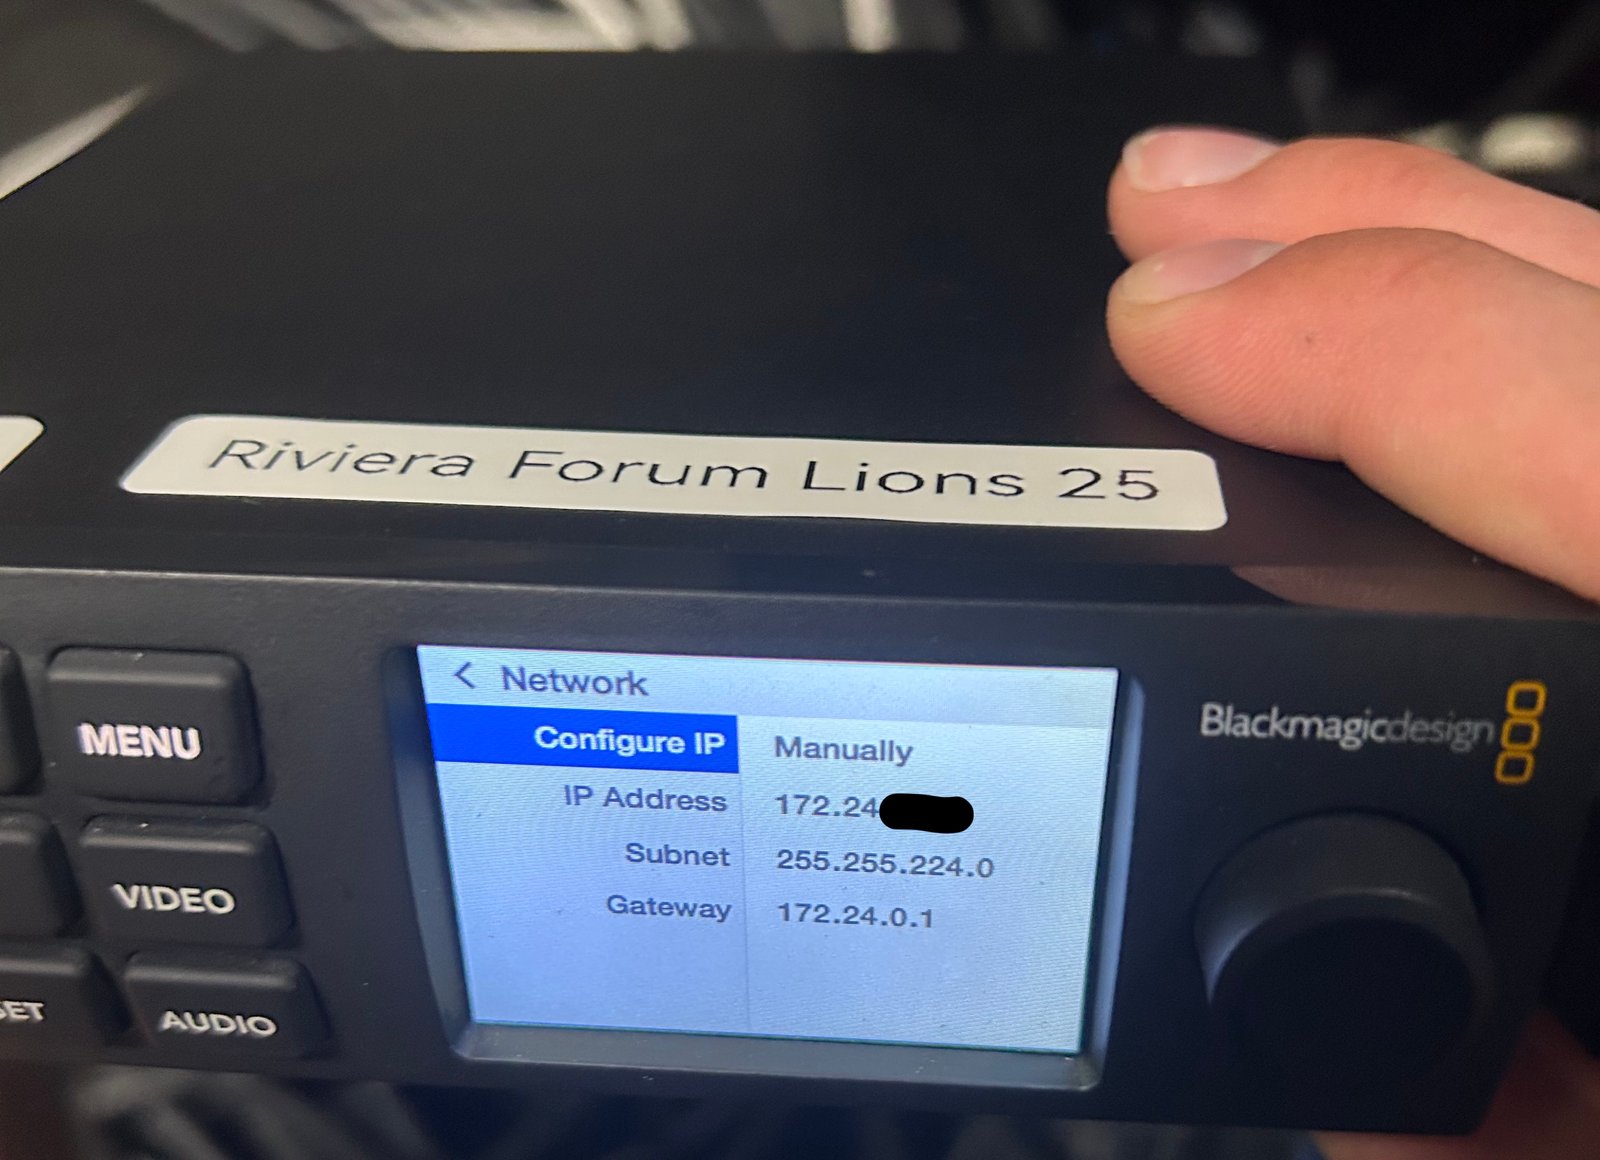 Riviera Forum Lions 25
< Network
Configure IP Manually
IP Address 172.24
Subnet 255.255.224.0
Gateway 172.24.0.1
MENU
VIDEO
AUDIO
Blackmagicdesign